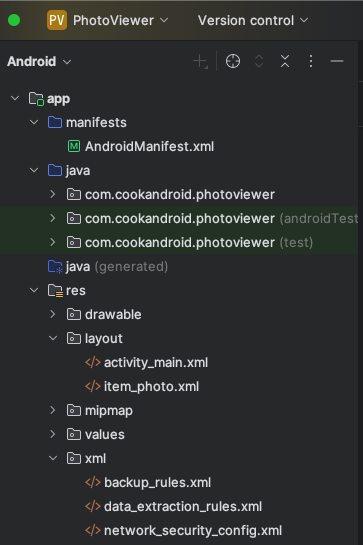 PV PhotoViewer Version control
Android
app
manifests
M AndroidManifest.xml
java
com.cookandroid.photoviewer
com.cookandroid.photoviewer (androidTest
com.cookandroid.photoviewer (test)
java (generated)
res
drawable
layout
</> activity_main.xml
</> item_photo.xml
mipmap
values
xml
</> backup_rules.xml
</> data_extraction_rules.xml
</> network_security_config.xml